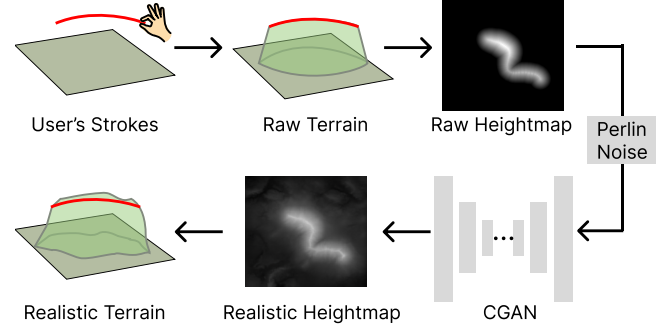 User's Strokes
Raw Terrain
Raw Heightmap
Perlin
Noise
Realistic Terrain
Realistic Heightmap
CGAN